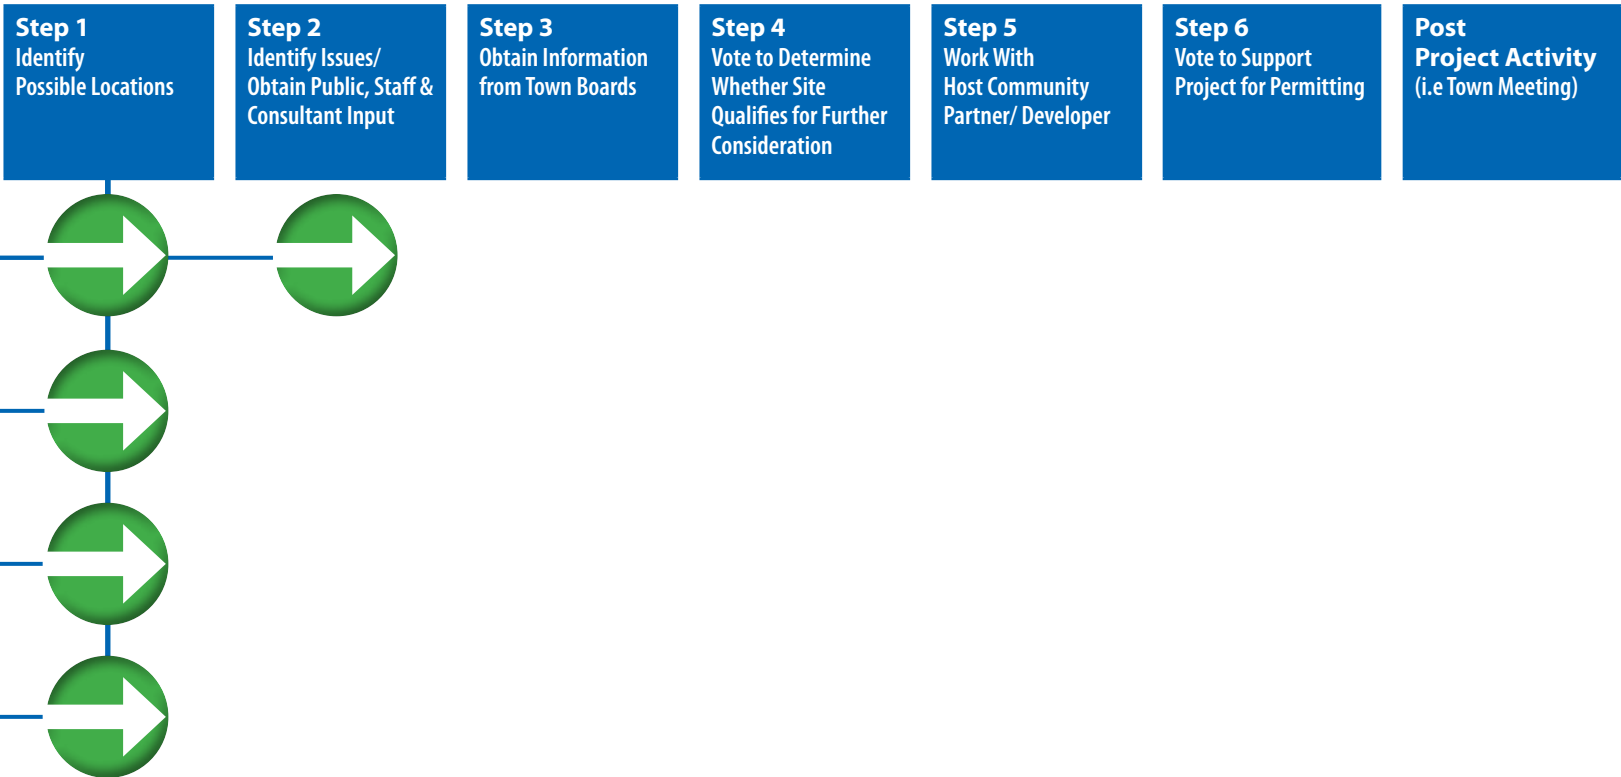 Step 1
Identify
Possible Locations
Step 2
Identify Issues/
Obtain Public, Staff &
Consultant Input
Step 3
Obtain Information
from Town Boards
Step 4
Vote to Determine
Whether Site
Qualifies for Further
Consideration
Step 5
Work With
Host Community
Partner/ Developer
Step 6
Vote to Support
Project for Permitting
Post
Project Activity
(i.e Town Meeting)